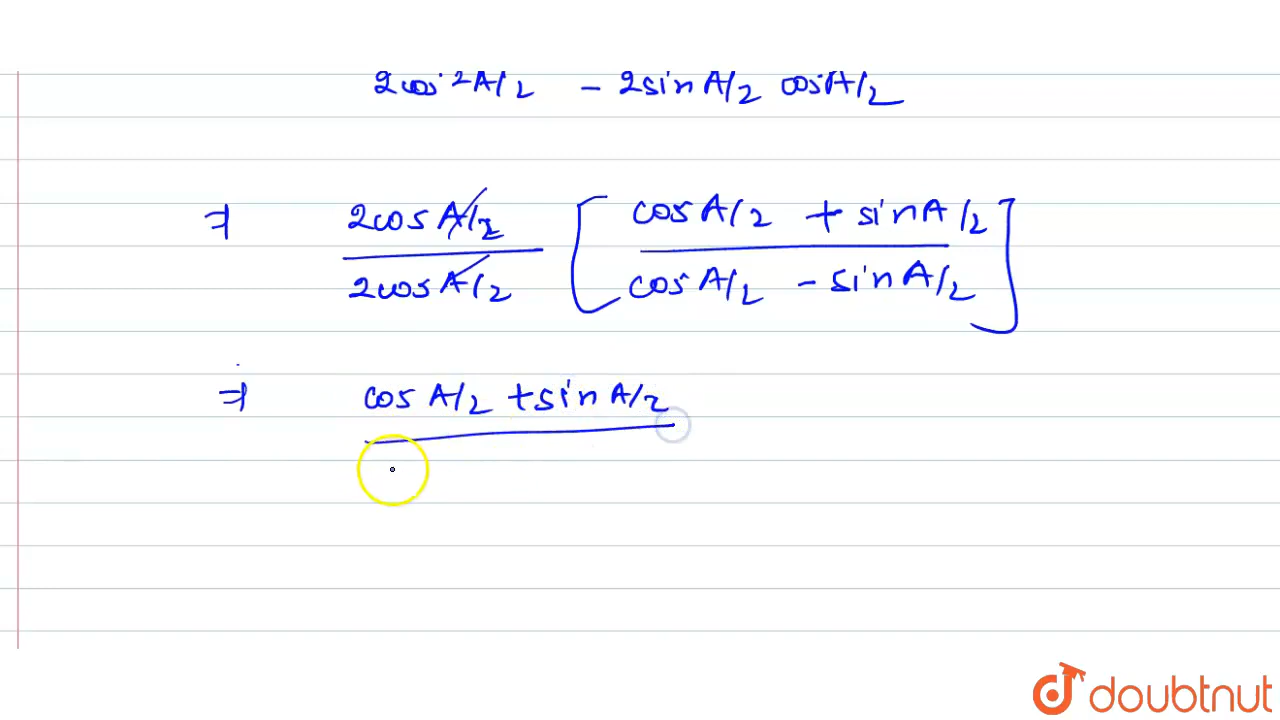 2cos²A/2 - 2sinA/2 cosA/2
⇒ 2cosA/2 [ cosA/2 + sinA/2
2cosA/2 cosA/2 - sinA/2 ]
⇒ cosA/2 + sinA/2
doubtnut